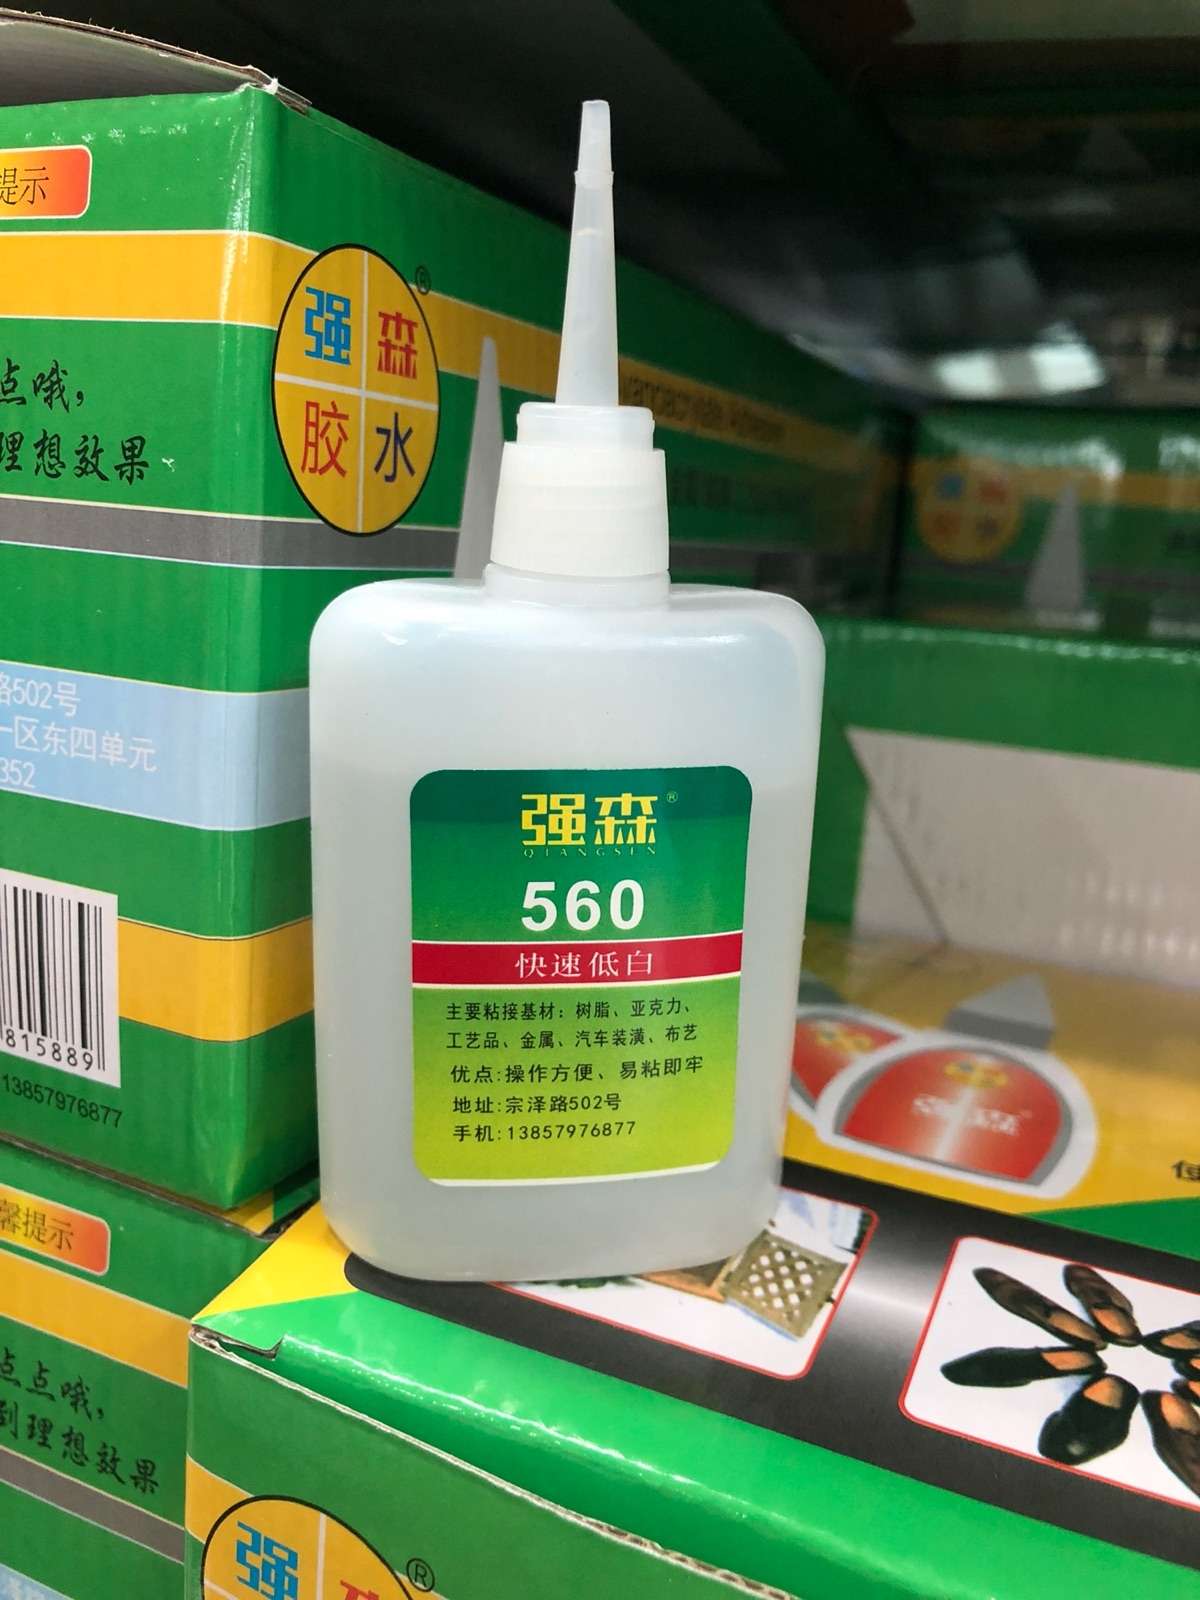 提示
点哦，
理想效果
强 森
®
胶 水
路502号
一区东四单元
352
815889
13857976877
强森®
QIANGSEN
560
快速低白
主要粘接基材：树脂、亚克力、
工艺品、金属、汽车装潢、布艺
优点:操作方便、易粘即牢
地址:宗泽路502号
手机:13857976877
馨提示
点点哦，
到理想效果
强
®
使